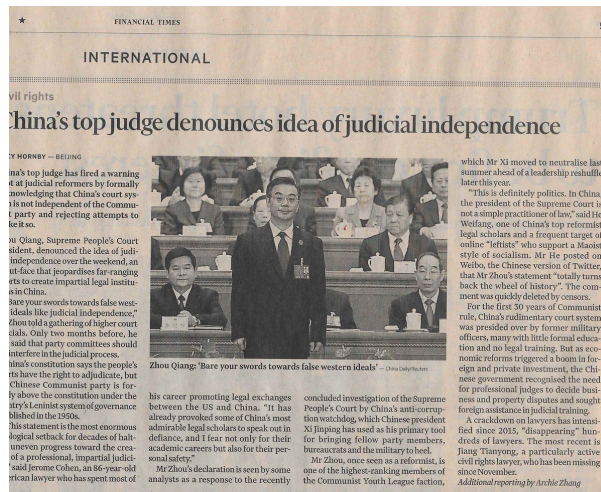 FINANCIAL TIMES
INTERNATIONAL
vil rights
China's top judge denounces idea of judicial independence
Y HORNBY — BEIJING
na's top judge has fired a warning
t at judicial reformers by formally
nowledging that China's court sys-
is not independent of the Commu-
t party and rejecting attempts to
ke it so.
u Qiang, Supreme People's Court
sident, denounced the idea of judi-
independence over the weekend, an
ut-face that jeopardises far-ranging
rts to create impartial legal institu-
s in China.
Bare your swords towards false west-
ideals like judicial independence,"
Zhou told a gathering of higher court
cials. Only two months before, he
said that party committees should
interfere in the judicial process.
hina's constitution says the people's
rts have the right to adjudicate, but
Chinese Communist party is for-
ly above the constitution under the
try's Leninist system of governance
blished in the 1950s.
This statement is the most enormous
logical setback for decades of halt-
uneven progress toward the crea-
of a professional, impartial judici-
said Jerome Cohen, an 86-year-old
erican lawyer who has spent most of
Zhou Qiang: 'Bare your swords towards false western ideals' — China Daily/Reuters
his career promoting legal exchanges
between the US and China. "It has
already provoked some of China's most
admirable legal scholars to speak out in
defiance, and I fear not only for their
academic careers but also for their per-
sonal safety."
Mr Zhou's declaration is seen by some
analysts as a response to the recently
concluded investigation of the Supreme
People's Court by China's anti-corrup-
tion watchdog, which Chinese president
Xi Jinping has used as his primary tool
for bringing fellow party members,
bureaucrats and the military to heel.
Mr Zhou, once seen as a reformist, is
one of the highest-ranking members of
the Communist Youth League faction,
which Mr Xi moved to neutralise last
summer ahead of a leadership reshuffle
later this year.
"This is definitely politics. In China,
the president of the Supreme Court is
not a simple practitioner of law," said He
Weifang, one of China's top reformist
legal scholars and a frequent target of
online "leftists" who support a Maoist
style of socialism. Mr He posted on
Weibo, the Chinese version of Twitter,
that Mr Zhou's statement "totally turns
back the wheel of history". The com-
ment was quickly deleted by censors.
For the first 30 years of Communist
rule, China's rudimentary court system
was presided over by former military
officers, many with little formal educa-
tion and no legal training. But as eco-
nomic reforms triggered a boom in for-
eign and private investment, the Chi-
nese government recognised the need
for professional judges to decide busi-
ness and property disputes and sought
foreign assistance in judicial training.
A crackdown on lawyers has intensi-
fied since 2015, "disappearing" hun-
dreds of lawyers. The most recent is
Jiang Tianyong, a particularly active
civil rights lawyer, who has been missing
since November.
Additional reporting by Archie Zhang